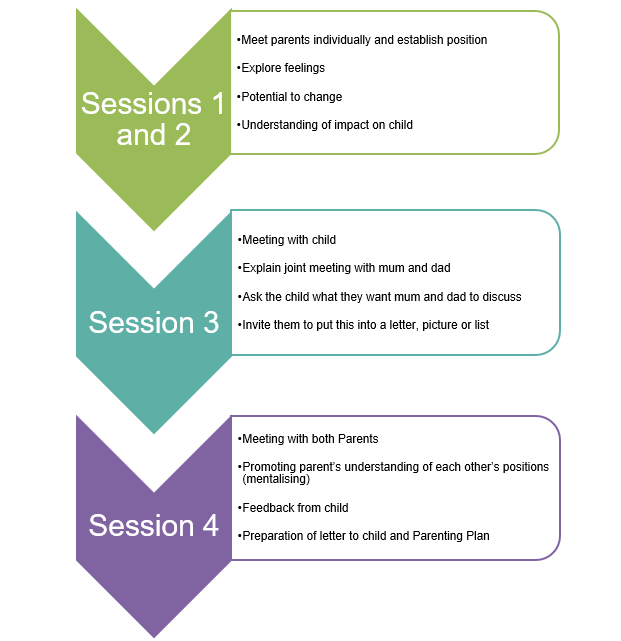 Sessions 1
and 2
•Meet parents individually and establish position
•Explore feelings
•Potential to change
•Understanding of impact on child
Session 3
•Meeting with child
•Explain joint meeting with mum and dad
•Ask the child what they want mum and dad to discuss
•Invite them to put this into a letter, picture or list
Session 4
•Meeting with both Parents
•Promoting parent's understanding of each other's positions
(mentalising)
•Feedback from child
•Preparation of letter to child and Parenting Plan